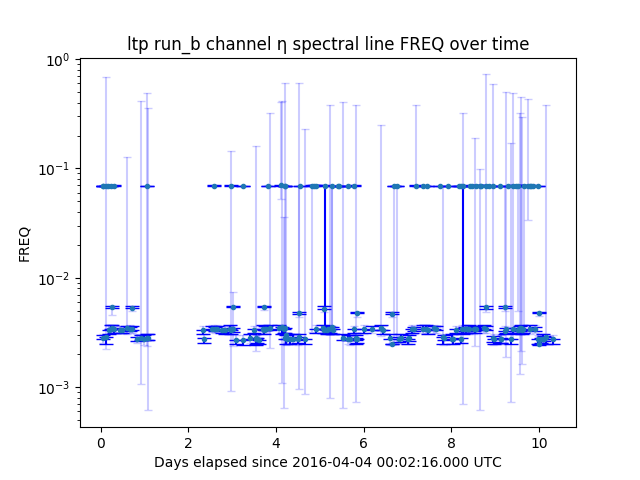 ltp run_b channel η spectral line FREQ over time
10⁰
10⁻¹
10⁻²
10⁻³
FREQ
0 2 4 6 8 10
Days elapsed since 2016-04-04 00:02:16.000 UTC